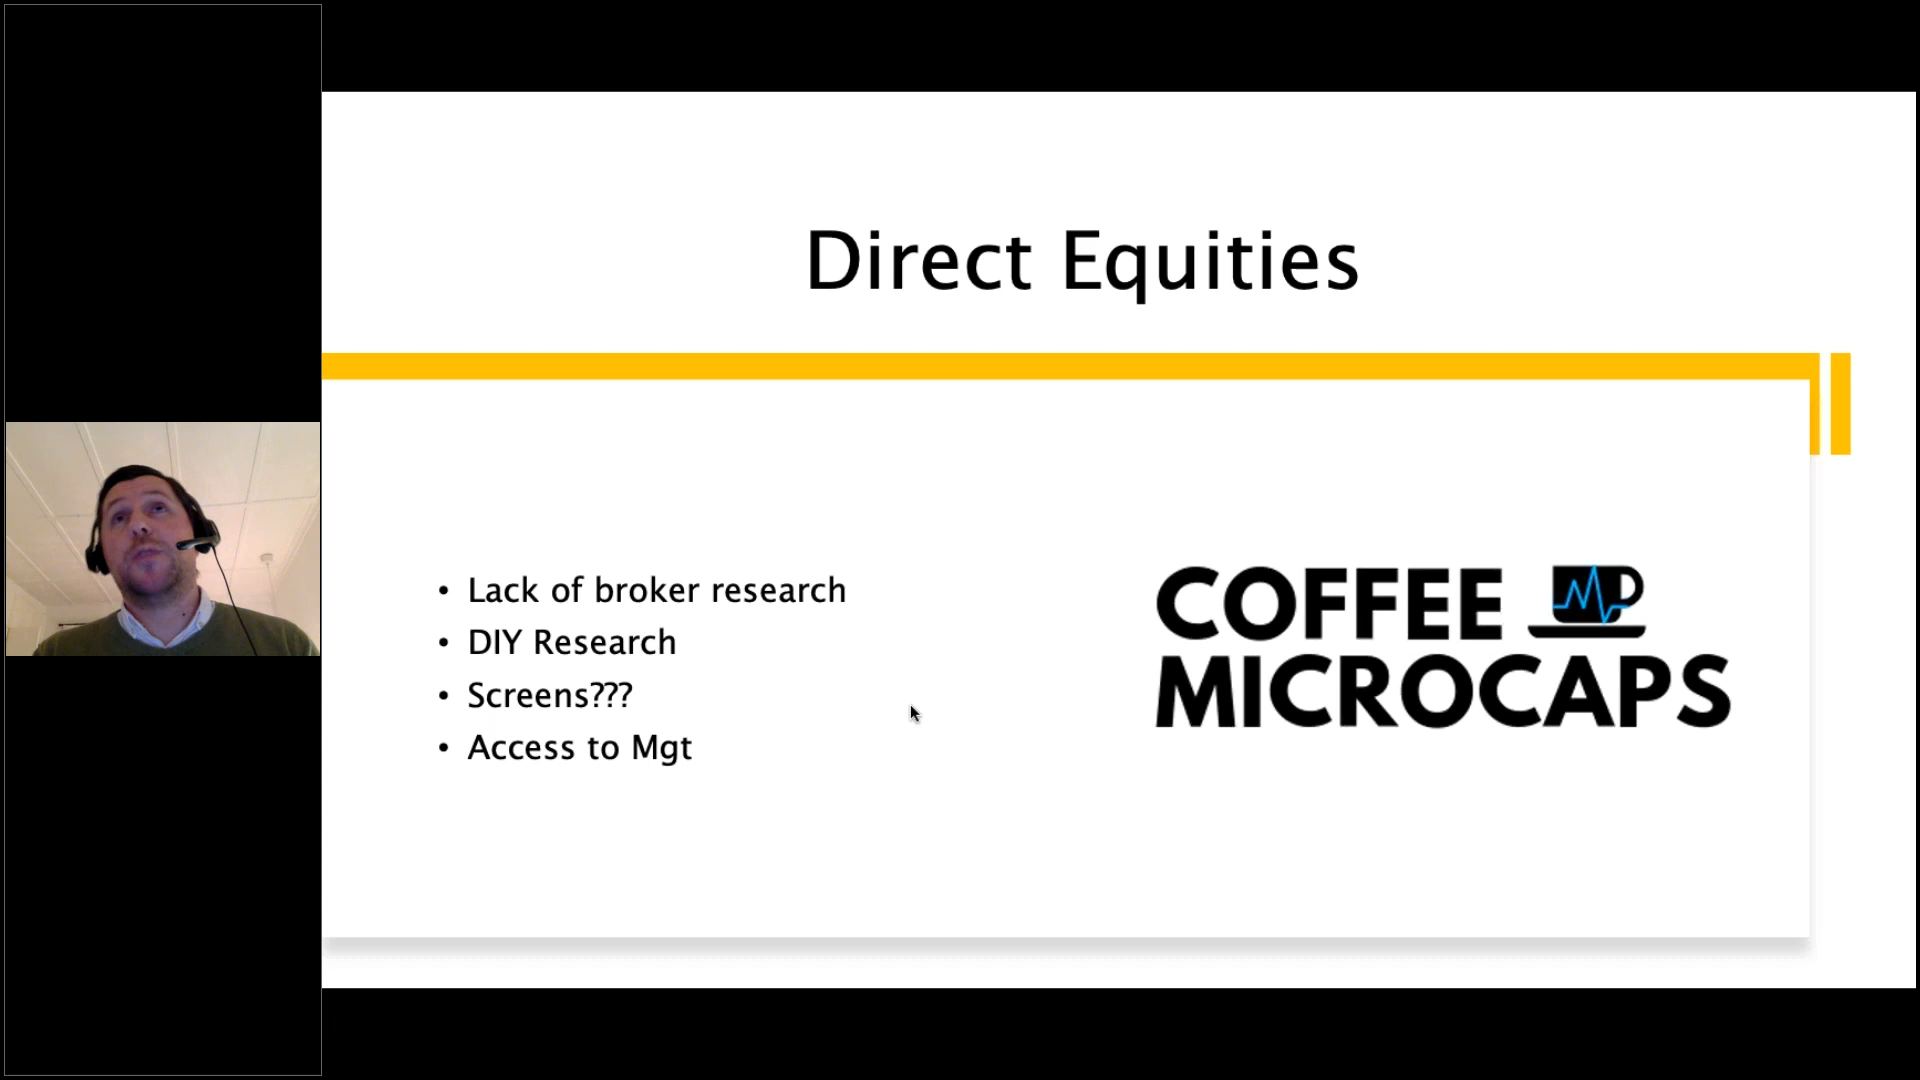 Direct Equities
• Lack of broker research
• DIY Research
• Screens???
• Access to Mgt
COFFEE
MICROCAPS